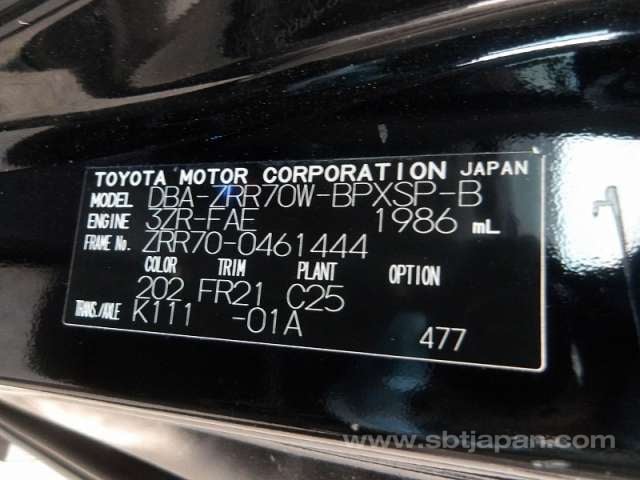 TOYOTA MOTOR CORPORATION JAPAN
MODEL DBA-ZRR70W-BPXSP-B
ENGINE 3ZR-FAE 1986 mL
FRAME No. ZRR70-0461444
COLOR TRIM PLANT OPTION
202 FR21 C25
TRANS./AXLE K111 -01A
477
www.sbtjapan.com